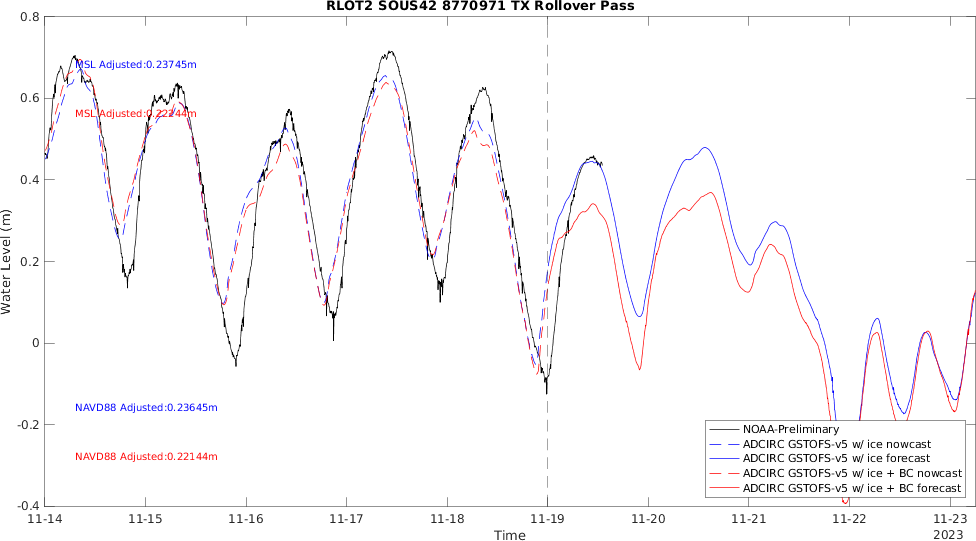 RLOT2 SOUS42 8770971 TX Rollover Pass
Water Level (m)
0.8
0.6
0.4
0.2
0
-0.2
-0.4
MSL Adjusted:0.23745m
MSL Adjusted:0.22244m
NAVD88 Adjusted:0.23645m
NAVD88 Adjusted:0.22144m
NOAA-Preliminary
ADCIRC GSTOFS-v5 w/ ice nowcast
ADCIRC GSTOFS-v5 w/ ice forecast
ADCIRC GSTOFS-v5 w/ ice + BC nowcast
ADCIRC GSTOFS-v5 w/ ice + BC forecast
11-14 11-15 11-16 11-17 11-18 11-19 11-20 11-21 11-22 11-23
2023
Time